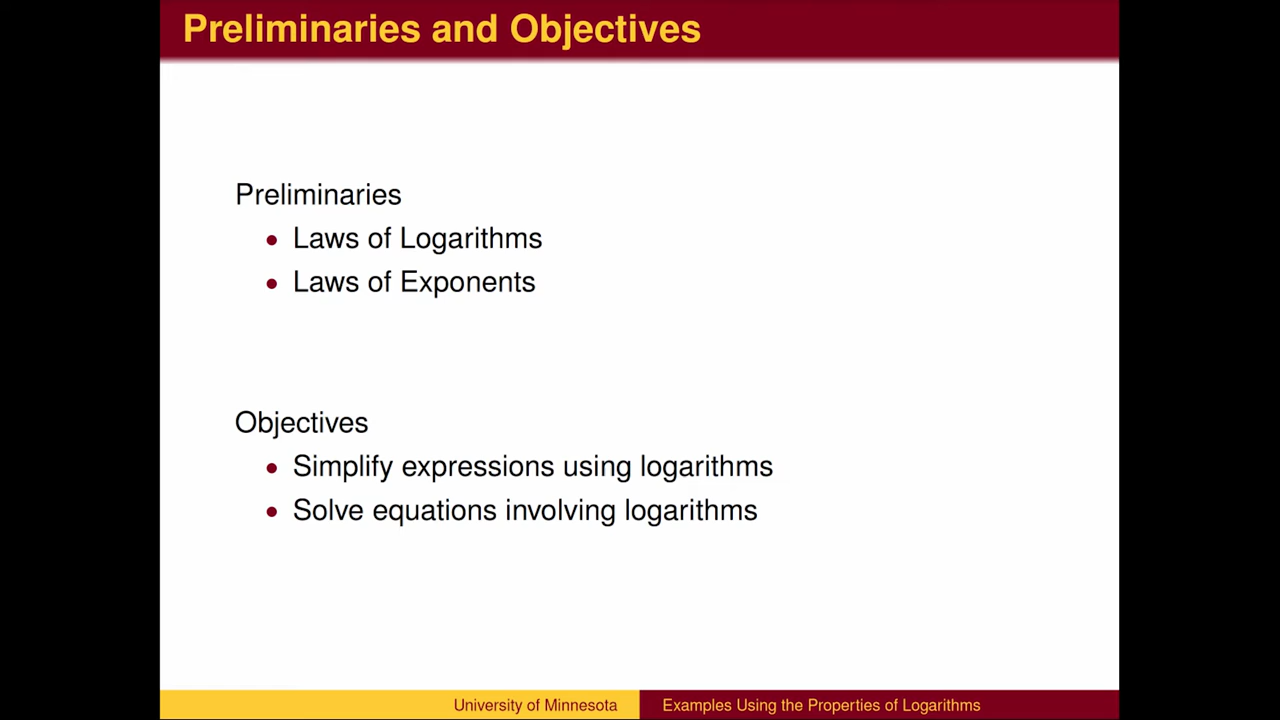 Preliminaries and Objectives
Preliminaries
Laws of Logarithms
Laws of Exponents
Objectives
Simplify expressions using logarithms
Solve equations involving logarithms
University of Minnesota
Examples Using the Properties of Logarithms